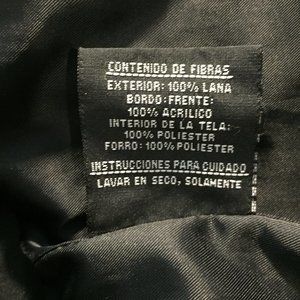 CONTENIDO DE FIBRAS
EXTERIOR: 100% LANA
BORDO: FRENTE:
100% ACRILICO
INTERIOR DE LA TELA:
100% POLIESTER
FORRO: 100% POLIESTER
INSTRUCCIONES PARA CUIDADO
LAVAR EN SECO, SOLAMENTE